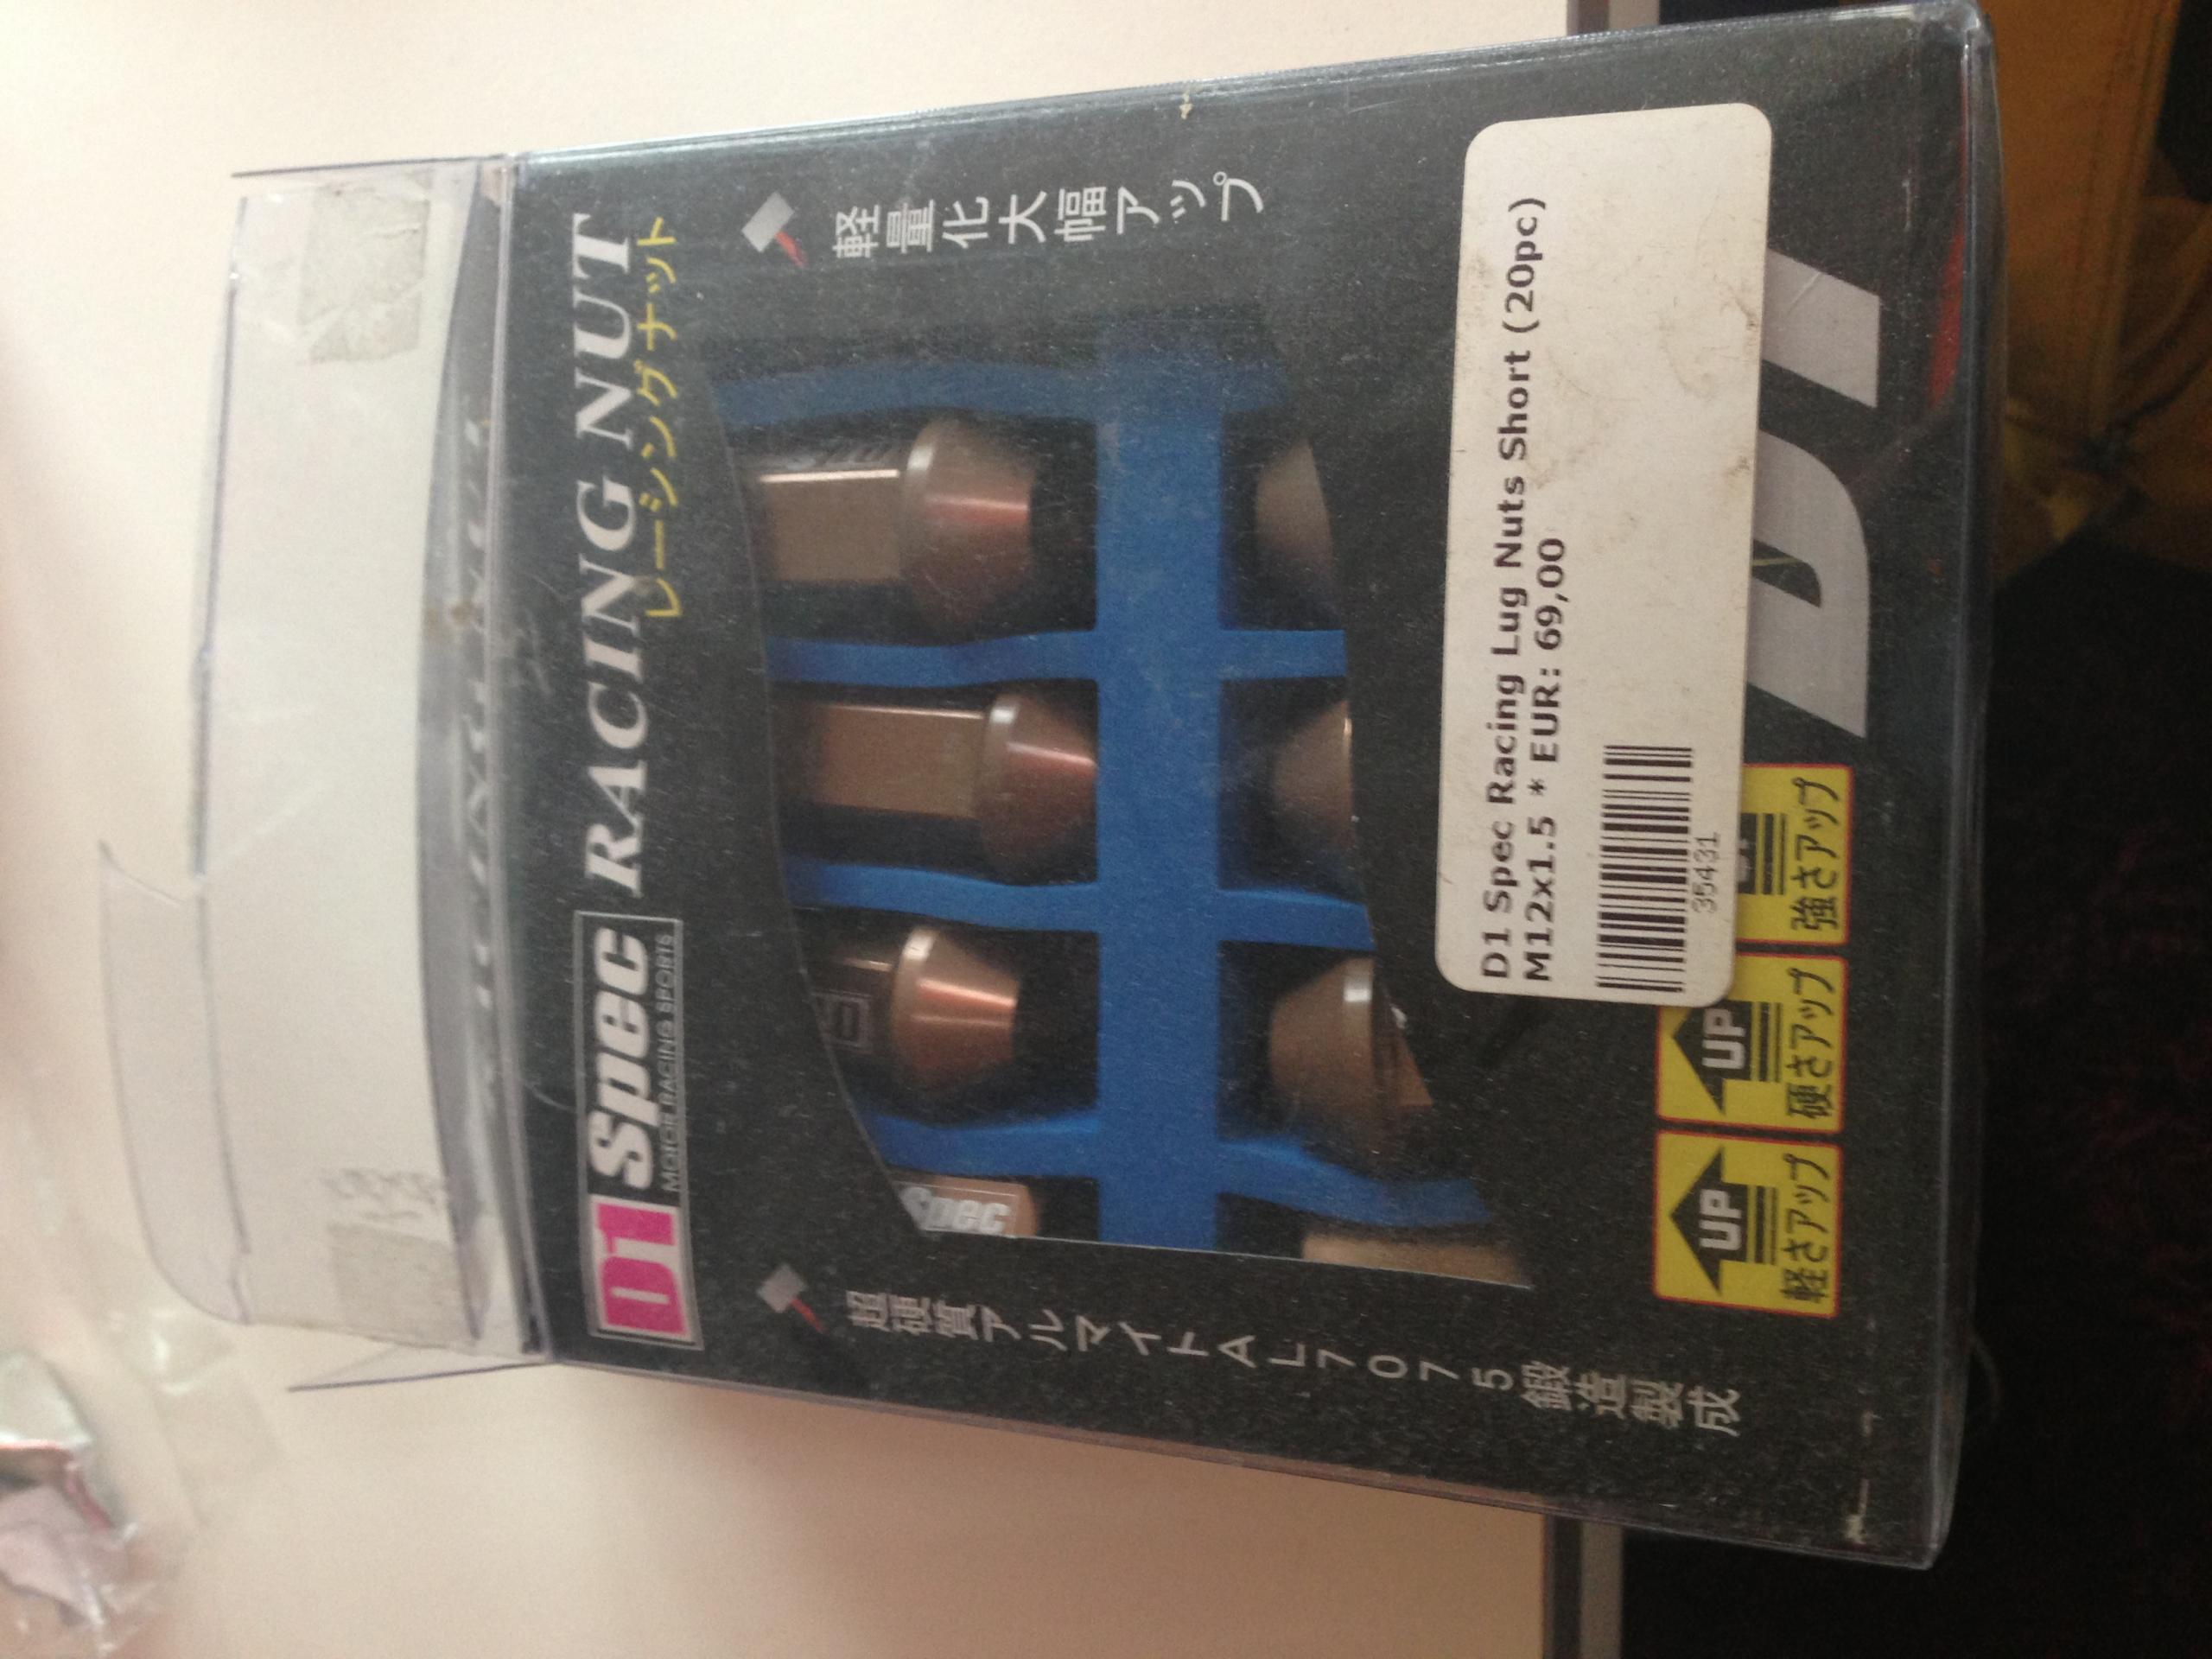 D1 Spec RACING NUT
MOTOR RACING SPORTS
レーシングナット
軽量化大幅アップ
超硬質アルマイトAL7075鍛造製成
Spec
D1 Spec Racing Lug Nuts Short (20pc)
M12x1.5 * EUR: 69,00
35431
UP
軽さアップ
UP
硬さアップ
強さアップ
D1